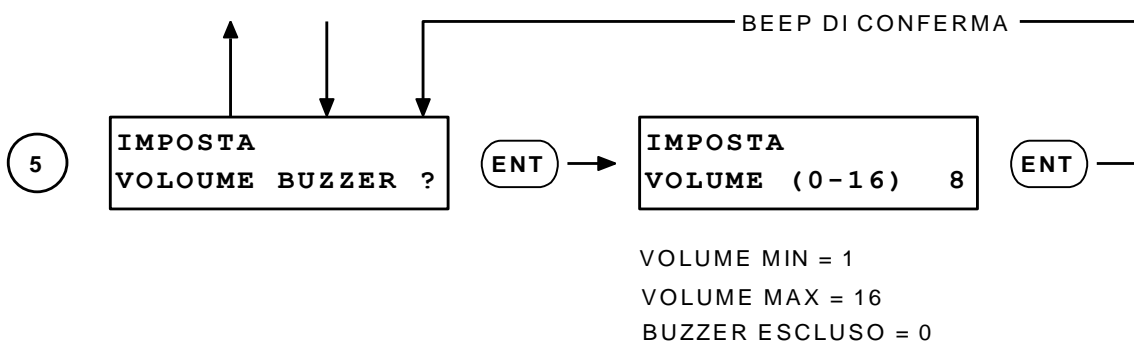 BEEP DI CONFERMA
5
IMPOSTA
VOLOUME BUZZER ?
ENT
IMPOSTA
VOLUME (0-16) 8
ENT
VOLUME MIN = 1
VOLUME MAX = 16
BUZZER ESCLUSO = 0